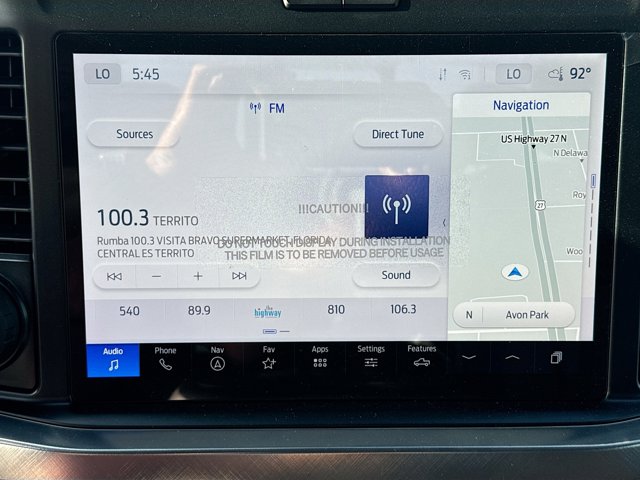 LO 5:45 LO 92°
FM
Sources Direct Tune
Navigation
US Highway 27 N
N Delaw
Roy
27
Woo
!!!CAUTION!!!
100.3 TERRITO
Rumba 100.3 VISITA BRAVO SUPERMARKET, FLORIDA
CENTRAL ES TERRITO
DO NOT TOUCH DISPLAY DURING INSTALLATION
THIS FILM IS TO BE REMOVED BEFORE USAGE
Sound
N Avon Park
540 89.9 the highway 810 106.3
Audio Phone Nav Fav Apps Settings Features